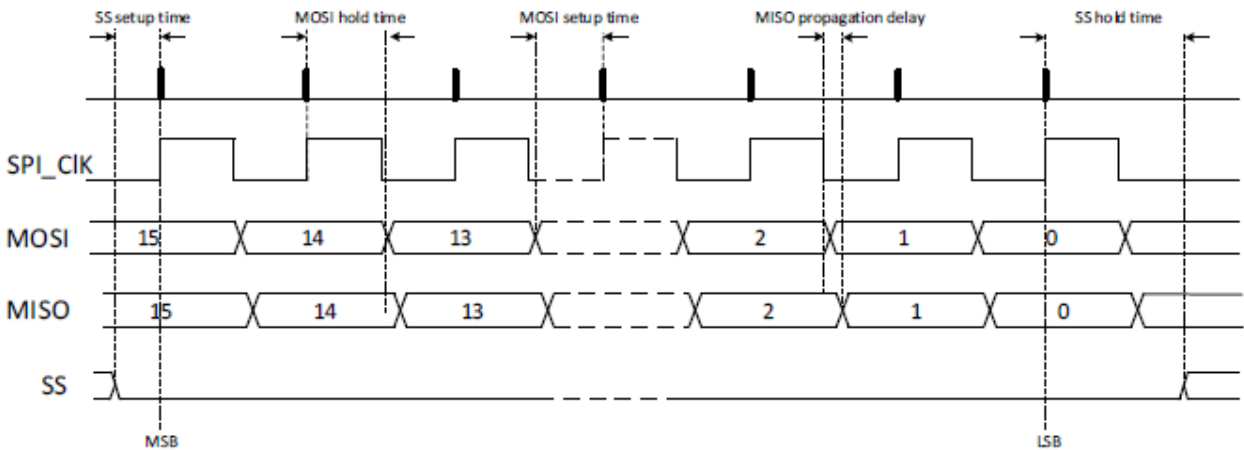 SS setup time MOSI hold time MOSI setup time MISO propagation delay SS hold time
SPI_ClK
MOSI 15 14 13 2 1 0
MISO 15 14 13 2 1 0
SS
MSB LSB